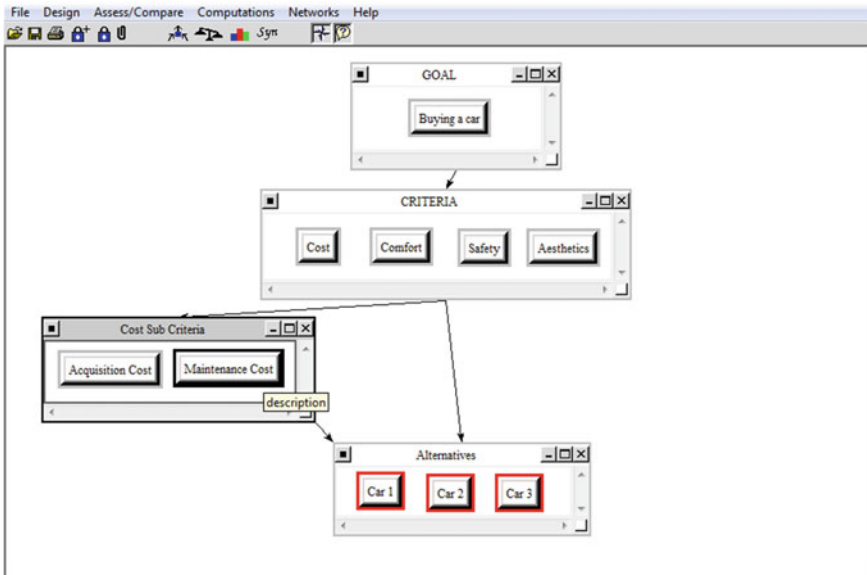 File Design Assess/Compare Computations Networks Help
Syn
GOAL
Buying a car
CRITERIA
Cost Comfort Safety Aesthetics
Cost Sub Criteria
Acquisition Cost Maintenance Cost
description
Alternatives
Car 1 Car 2 Car 3